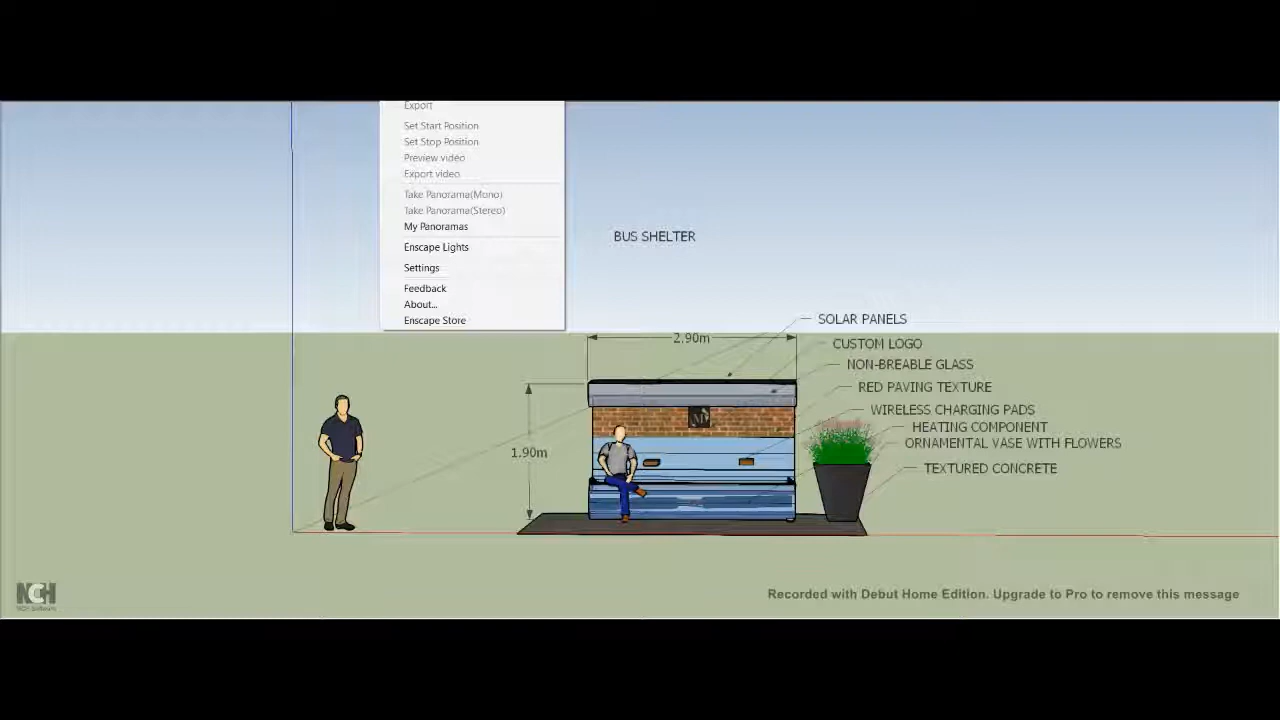 Export
Set Start Position
Set Stop Position
Preview video
Export video
Take Panorama(Mono)
Take Panorama(Stereo)
My Panoramas
Enscape Lights
Settings
Feedback
About...
Enscape Store
BUS SHELTER
SOLAR PANELS
2.90m
CUSTOM LOGO
NON-BREABLE GLASS
RED PAVING TEXTURE
WIRELESS CHARGING PADS
HEATING COMPONENT
ORNAMENTAL VASE WITH FLOWERS
1.90m
TEXTURED CONCRETE
M
NCH
NCH Software
Recorded with Debut Home Edition. Upgrade to Pro to remove this message